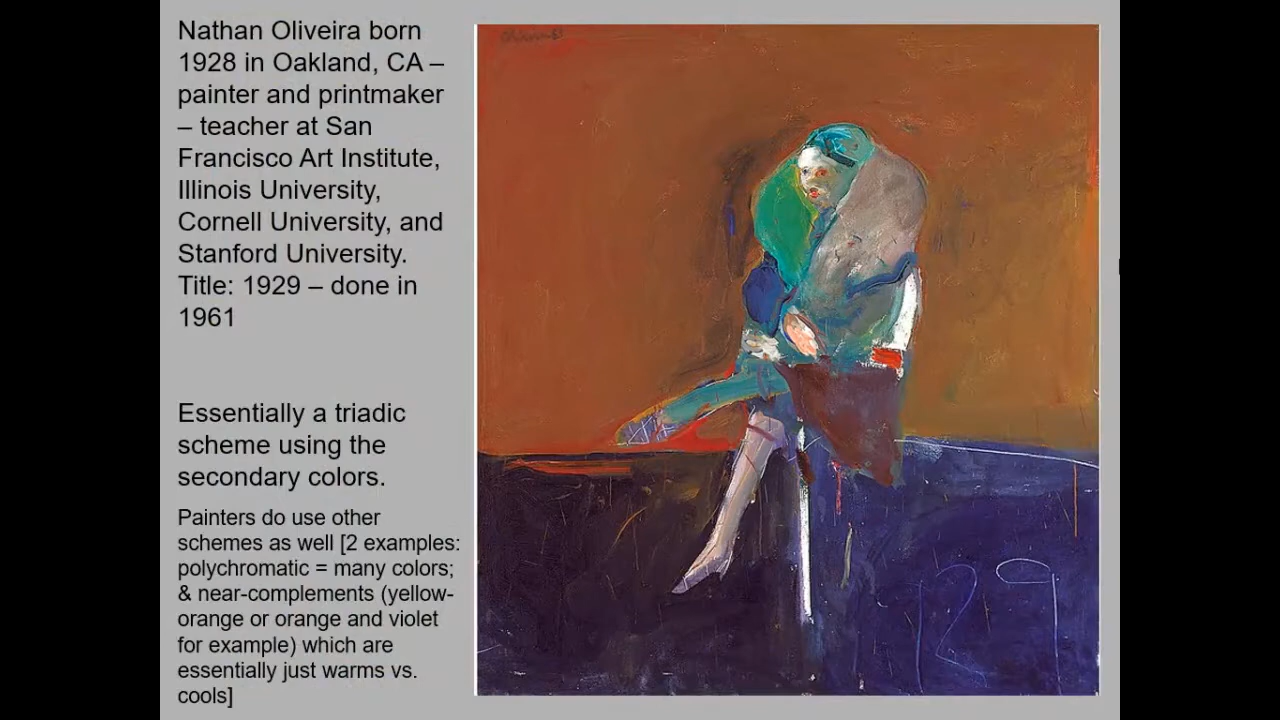 Nathan Oliveira born
1928 in Oakland, CA –
painter and printmaker
– teacher at San
Francisco Art Institute,
Illinois University,
Cornell University, and
Stanford University.
Title: 1929 – done in
1961
Essentially a triadic
scheme using the
secondary colors.
Painters do use other
schemes as well [2 examples:
polychromatic = many colors;
& near-complements (yellow-
orange or orange and violet
for example) which are
essentially just warms vs.
cools]